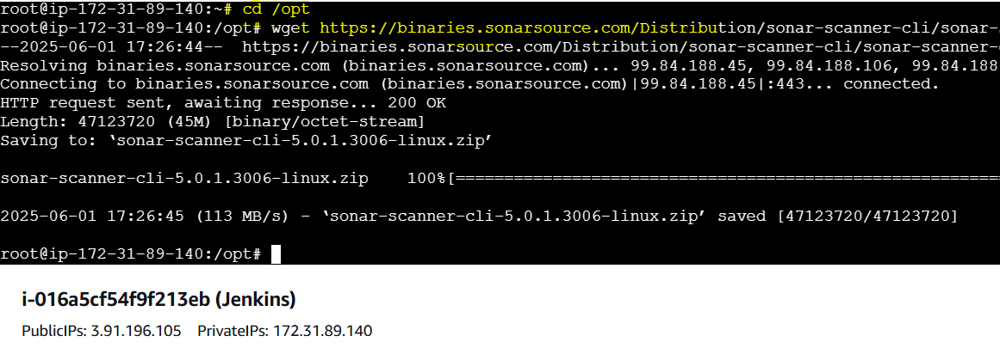 root@ip-172-31-89-140:~# cd /opt
root@ip-172-31-89-140:/opt# wget https://binaries.sonarsource.com/Distribution/sonar-scanner-cli/sonar-
--2025-06-01 17:26:44--  https://binaries.sonarsource.com/Distribution/sonar-scanner-cli/sonar-scanner-
Resolving binaries.sonarsource.com (binaries.sonarsource.com)... 99.84.188.45, 99.84.188.106, 99.84.188
Connecting to binaries.sonarsource.com (binaries.sonarsource.com)|99.84.188.45|:443... connected.
HTTP request sent, awaiting response... 200 OK
Length: 47123720 (45M) [binary/octet-stream]
Saving to: ‘sonar-scanner-cli-5.0.1.3006-linux.zip’
sonar-scanner-cli-5.0.1.3006-linux.zip    100%[========================================================
2025-06-01 17:26:45 (113 MB/s) - ‘sonar-scanner-cli-5.0.1.3006-linux.zip’ saved [47123720/47123720]
root@ip-172-31-89-140:/opt#
i-016a5cf54f9f213eb (Jenkins)
PublicIPs: 3.91.196.105    PrivateIPs: 172.31.89.140